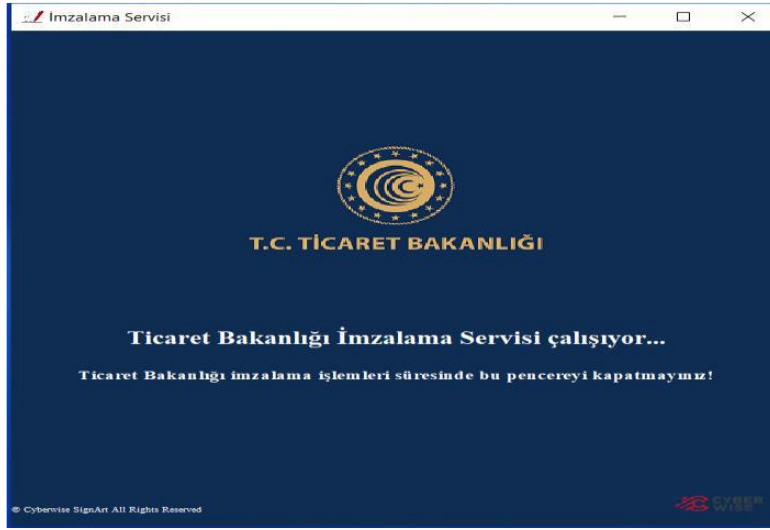 İmzalama Servisi
T.C. TİCARET BAKANLIĞI
Ticaret Bakanlığı İmzalama Servisi çalışıyor...
Ticaret Bakanlığı imzalama işlemleri süresinde bu pencereyi kapatmayınız!
© Cyberwise SignArt All Rights Reserved
CYBER
WISE